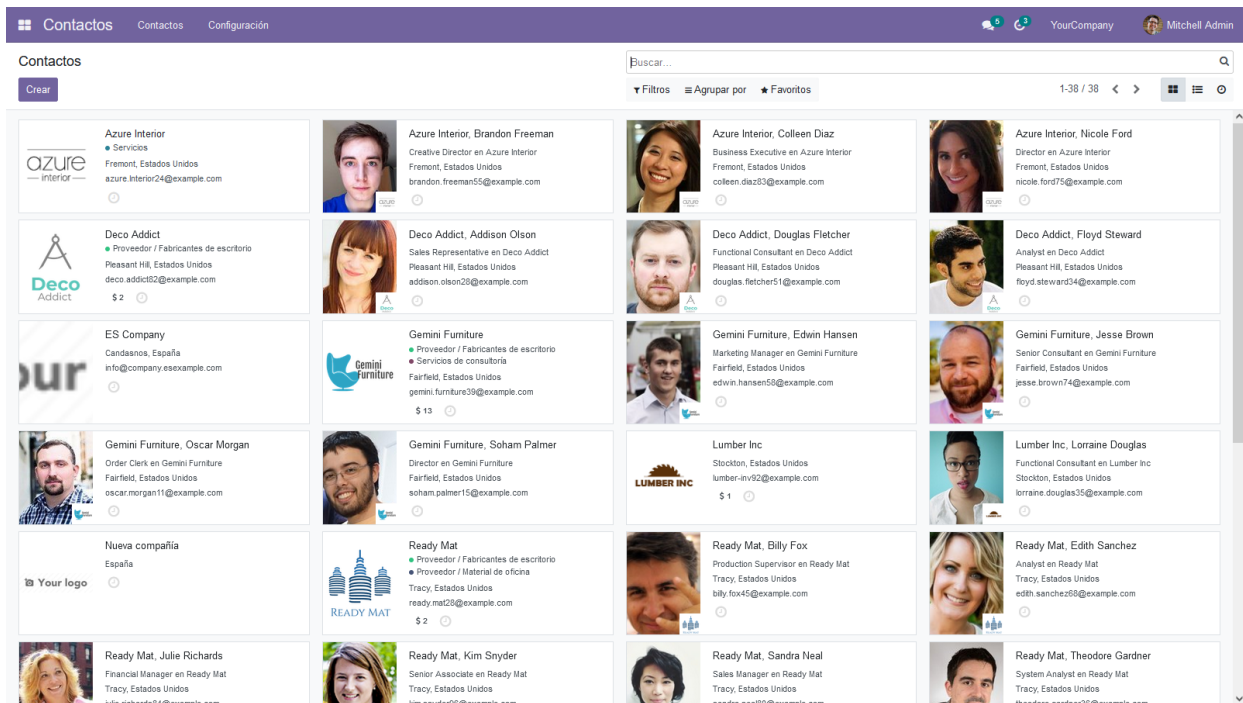 Contactos Contactos Configuración 5 3 YourCompany Mitchell Admin
Contactos
Buscar...
Crear
Filtros Agrupar por Favoritos 1-38 / 38
azure
interior
Azure Interior
Servicios
Fremont, Estados Unidos
azure.Interior24@example.com
Azure Interior, Brandon Freeman
Creative Director en Azure Interior
Fremont, Estados Unidos
brandon.freeman55@example.com
Azure Interior, Colleen Diaz
Business Executive en Azure Interior
Fremont, Estados Unidos
colleen.diaz83@example.com
Azure Interior, Nicole Ford
Director en Azure Interior
Fremont, Estados Unidos
nicole.ford75@example.com
Deco
Addict
Deco Addict
Proveedor / Fabricantes de escritorio
Pleasant Hill, Estados Unidos
deco.addict82@example.com
$ 2
Deco Addict, Addison Olson
Sales Representative en Deco Addict
Pleasant Hill, Estados Unidos
addison.olson28@example.com
Deco Addict, Douglas Fletcher
Functional Consultant en Deco Addict
Pleasant Hill, Estados Unidos
douglas.fletcher51@example.com
Deco Addict, Floyd Steward
Analyst en Deco Addict
Pleasant Hill, Estados Unidos
floyd.steward34@example.com
our
ES Company
Candasnos, España
info@company.esexample.com
Gemini
Furniture
Gemini Furniture
Proveedor / Fabricantes de escritorio
Servicios de consultoría
Fairfield, Estados Unidos
gemini.furniture39@example.com
$ 13
Gemini Furniture, Edwin Hansen
Marketing Manager en Gemini Furniture
Fairfield, Estados Unidos
edwin.hansen58@example.com
Gemini Furniture, Jesse Brown
Senior Consultant en Gemini Furniture
Fairfield, Estados Unidos
jesse.brown74@example.com
Gemini Furniture, Oscar Morgan
Order Clerk en Gemini Furniture
Fairfield, Estados Unidos
oscar.morgan11@example.com
Gemini Furniture, Soham Palmer
Director en Gemini Furniture
Fairfield, Estados Unidos
soham.palmer15@example.com
LUMBER INC
Lumber Inc
Stockton, Estados Unidos
lumber-inv92@example.com
$ 1
Lumber Inc, Lorraine Douglas
Functional Consultant en Lumber Inc
Stockton, Estados Unidos
lorraine.douglas35@example.com
Your logo
Nueva compañía
España
READY MAT
Ready Mat
Proveedor / Fabricantes de escritorio
Proveedor / Material de oficina
Tracy, Estados Unidos
ready.mat28@example.com
$ 2
Ready Mat, Billy Fox
Production Supervisor en Ready Mat
Tracy, Estados Unidos
billy.fox45@example.com
Ready Mat, Edith Sanchez
Analyst en Ready Mat
Tracy, Estados Unidos
edith.sanchez68@example.com
Ready Mat, Julie Richards
Financial Manager en Ready Mat
Tracy, Estados Unidos
Ready Mat, Kim Snyder
Senior Associate en Ready Mat
Tracy, Estados Unidos
Ready Mat, Sandra Neal
Sales Manager en Ready Mat
Tracy, Estados Unidos
Ready Mat, Theodore Gardner
System Analyst en Ready Mat
Tracy, Estados Unidos